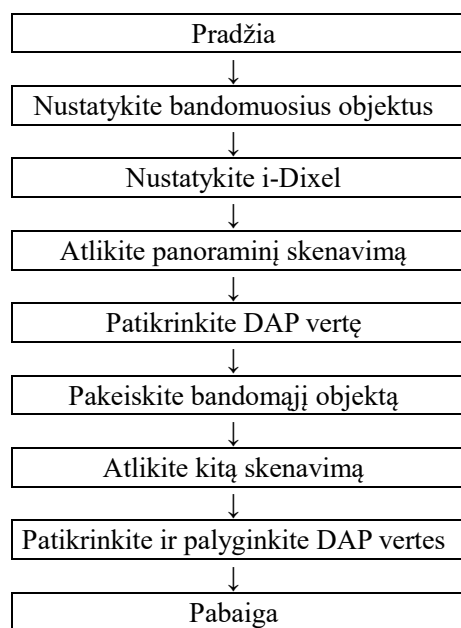 Pradžia
↓
Nustatykite bandomuosius objektus
↓
Nustatykite i-Dixel
↓
Atlikite panoraminį skenavimą
↓
Patikrinkite DAP vertę
↓
Pakeiskite bandomąjį objektą
↓
Atlikite kitą skenavimą
↓
Patikrinkite ir palyginkite DAP vertes
↓
Pabaiga